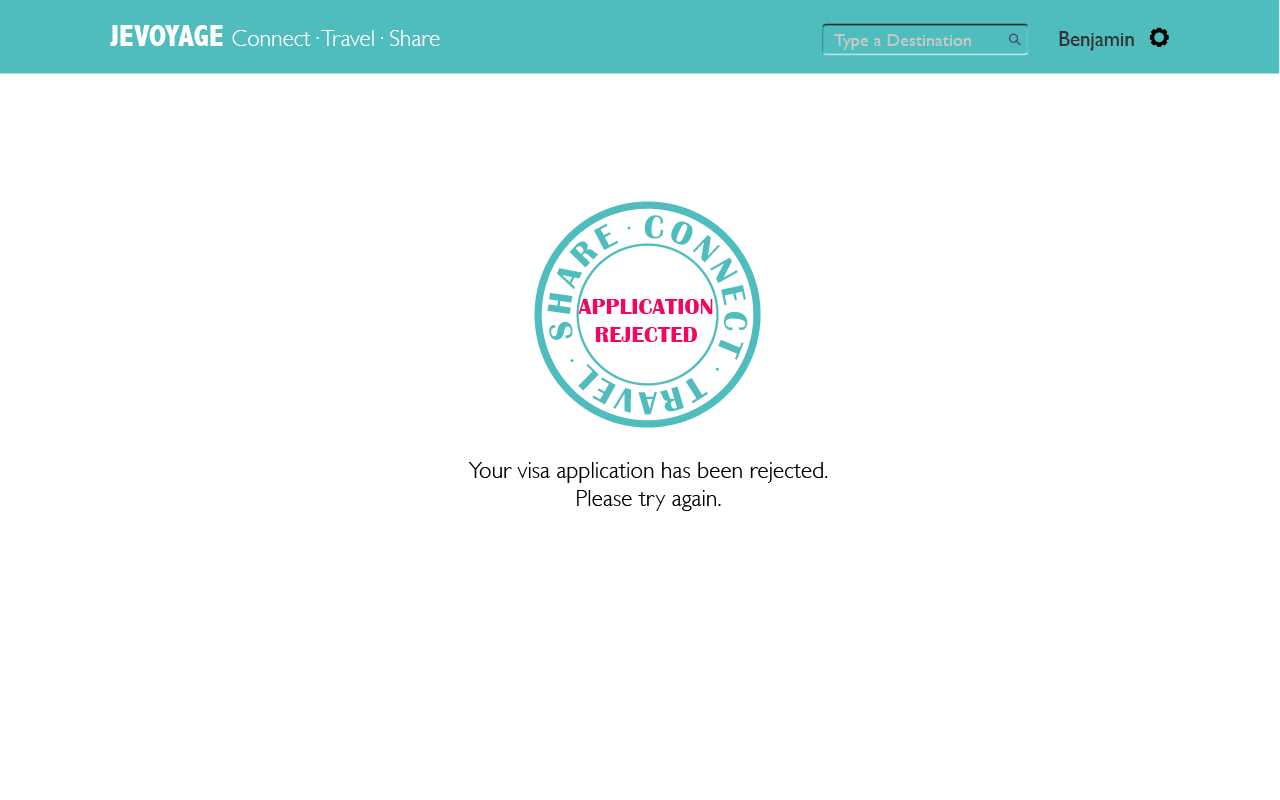 JEVOYAGE Connect · Travel · Share
Type a Destination
Benjamin
SHARE · CONNECT · TRAVEL ·
APPLICATION
REJECTED
Your visa application has been rejected.
Please try again.